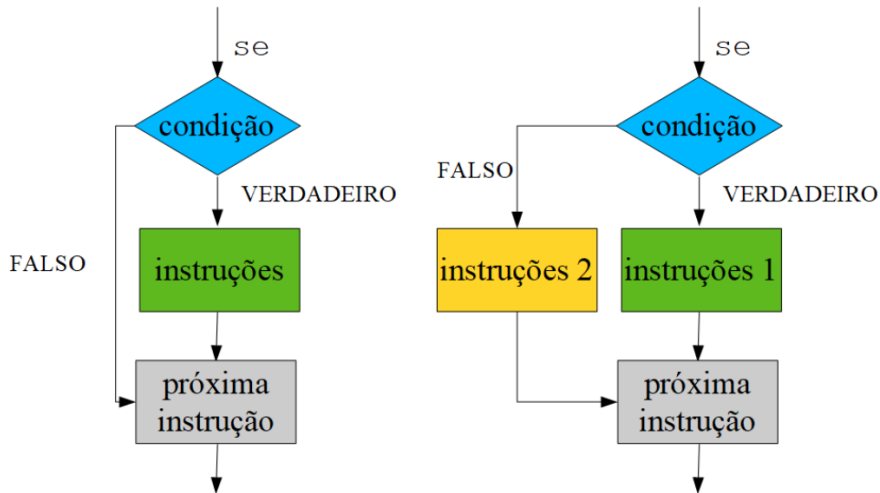 se
condição
VERDADEIRO
FALSO
instruções
próxima
instrução
se
condição
FALSO
VERDADEIRO
instruções 2
instruções 1
próxima
instrução